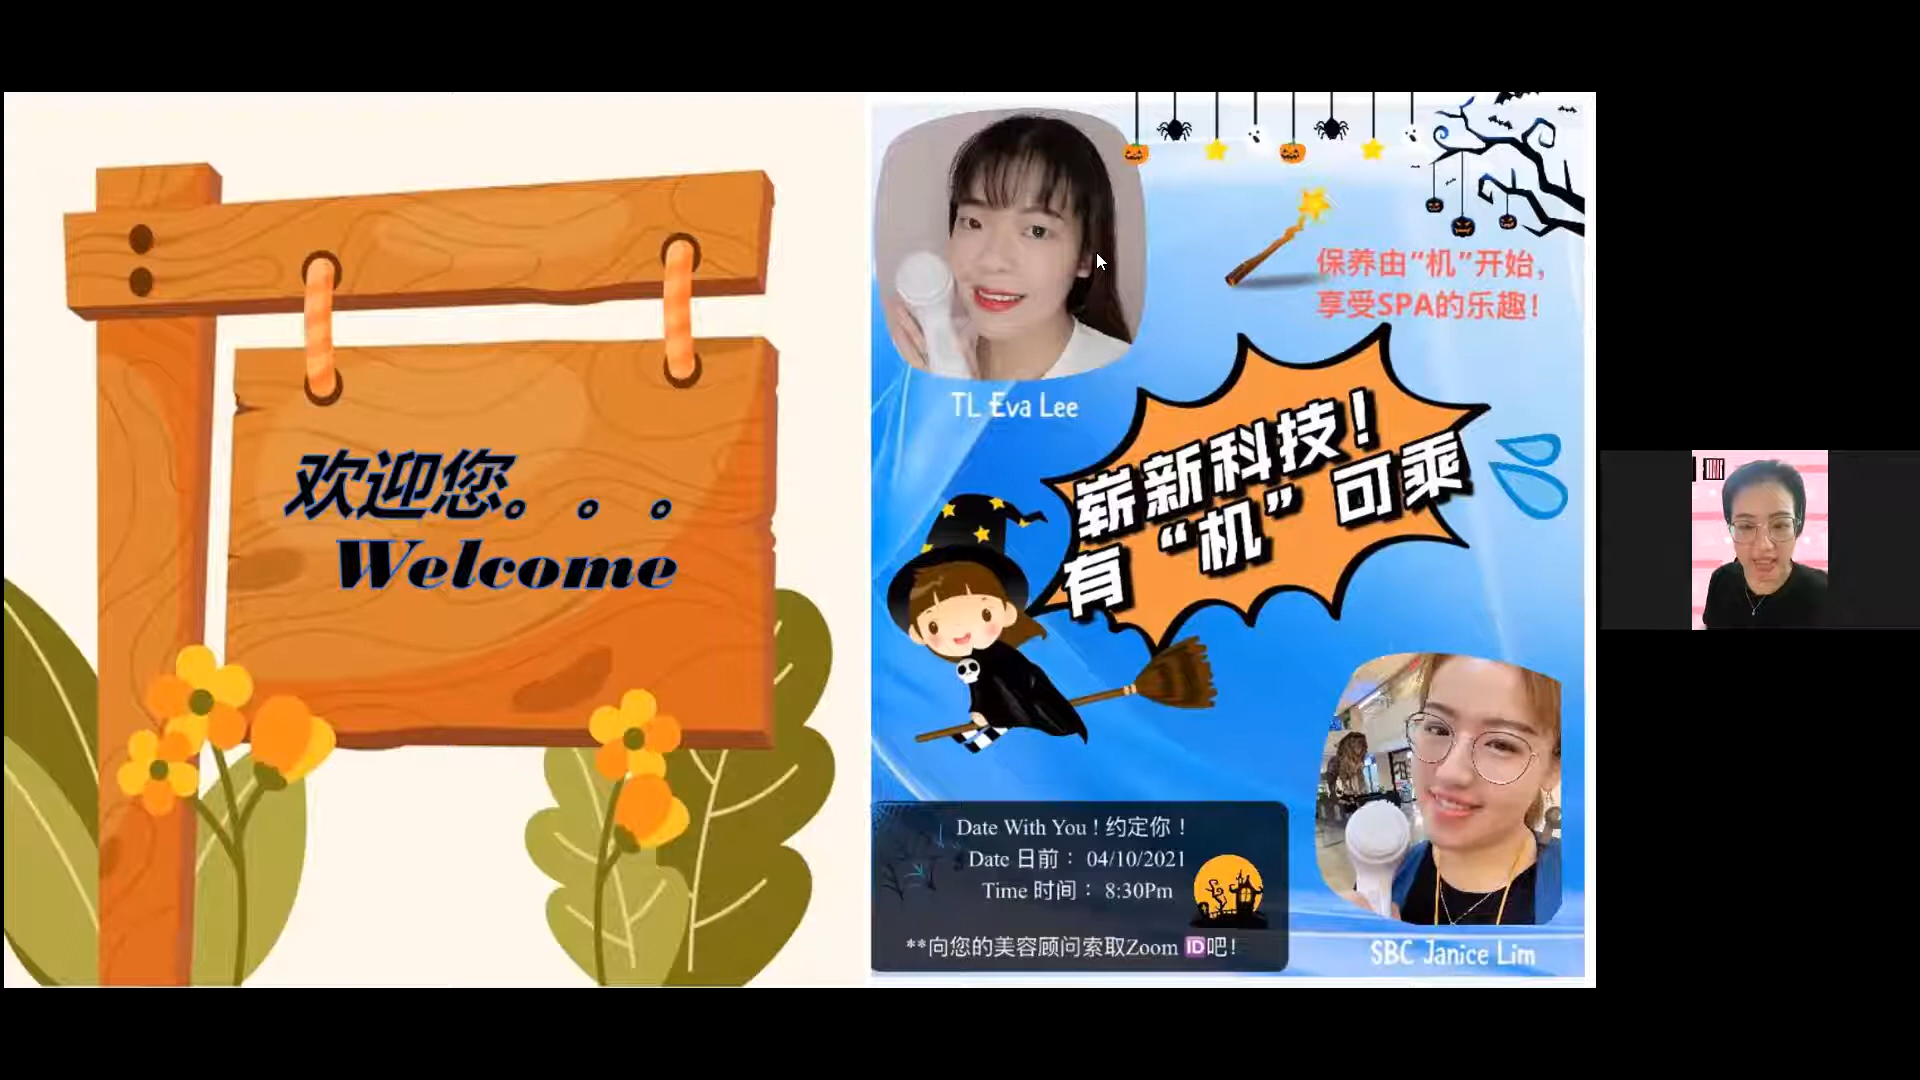 欢迎您。。。
Welcome
TL Eva Lee
保养由“机”开始，
享受SPA的乐趣！
崭新科技！
有“机”可乘
Date With You ! 约定你！
Date 日前： 04/10/2021
Time 时间： 8:30Pm
**向您的美容顾问索取Zoom 🆔吧！
SBC Janice Lim